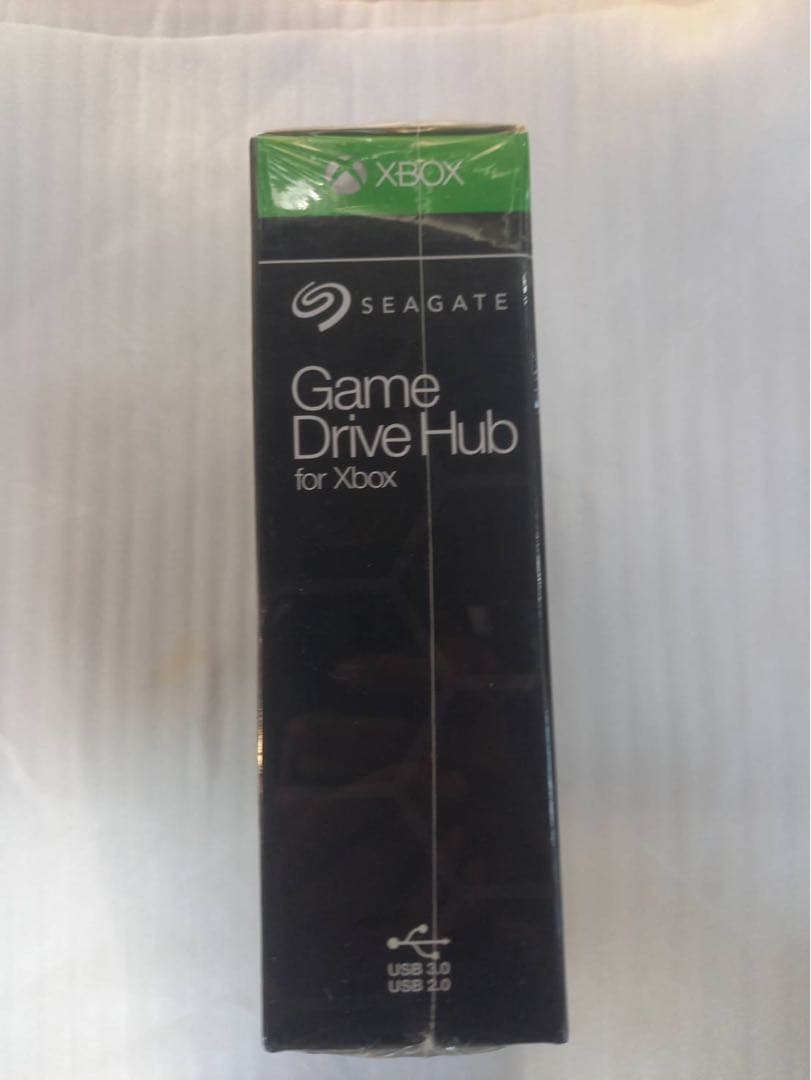 XBOX
SEAGATE
Game
Drive Hub
for Xbox
USB 3.0
USB 2.0